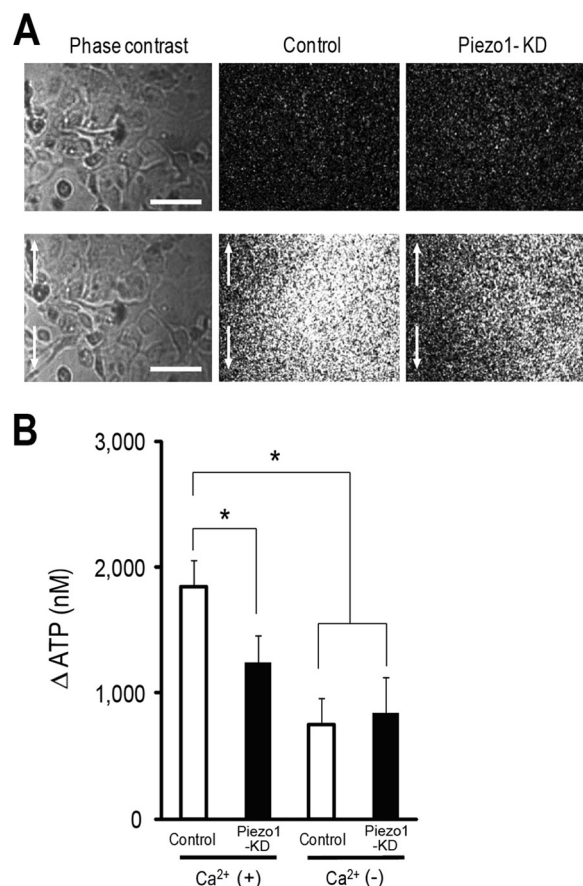 A
Phase contrast Control Piezo1- KD
B
3,000
*
*
2,000
Δ ATP (nM)
1,000
0
Control Piezo1 -KD Control Piezo1 -KD
Ca²⁺ (+) Ca²⁺ (-)